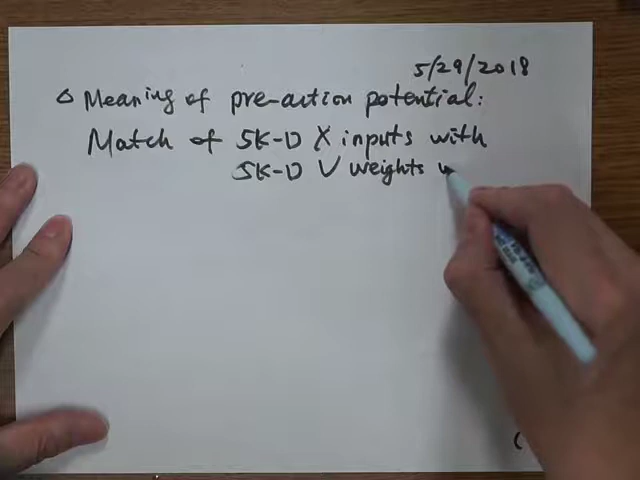 5/29/2018
Meaning of pre-action potential:
Match of 5K-D X inputs with
5K-D V weights